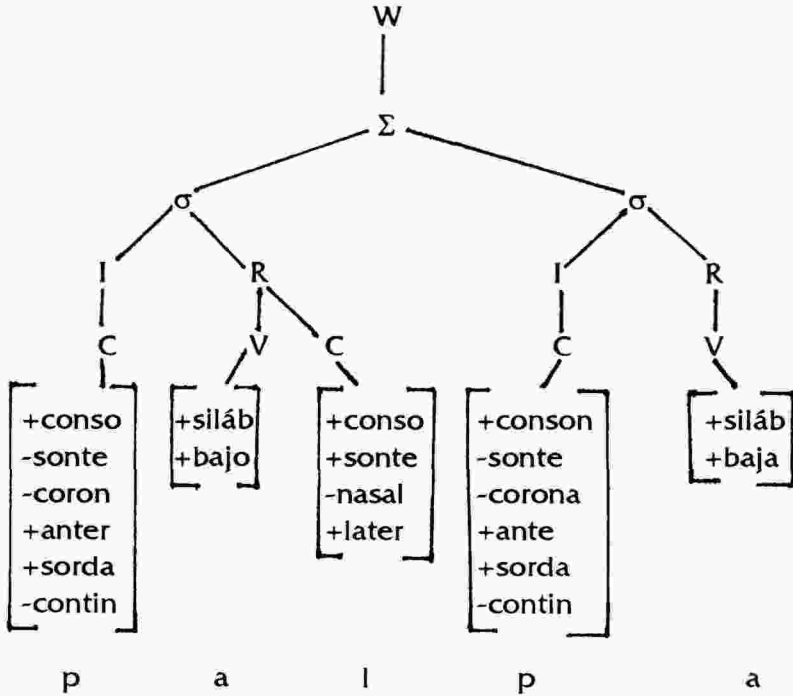 W
Σ
σ σ
I R I R
C V C C V
+conso +siláb +conso +conson +siláb
-sonte +bajo +sonte -sonte +baja
-coron -nasal -corona
+anter +later +ante
+sorda +sorda
-contin -contin
p a l p a